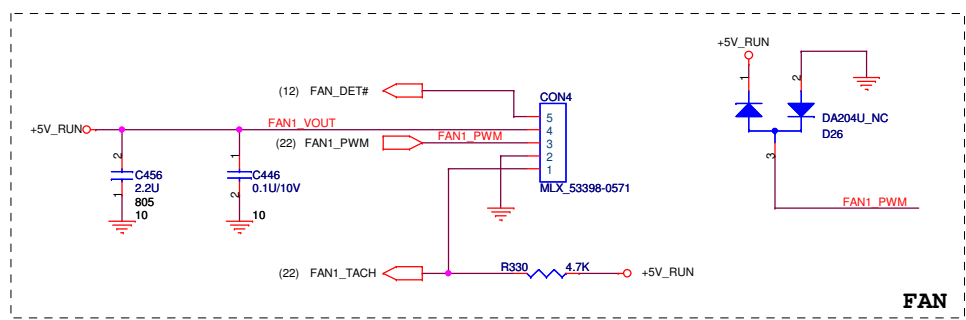 +5V_RUN
1
2
DA204U_NC
D26
3
FAN1_PWM
(12) FAN_DET#
CON4
5
4
3
2
1
MLX_53398-0571
+5V_RUN
FAN1_VOUT
(22) FAN1_PWM
FAN1_PWM
2
C456
2.2U
1
805
10
1
C446
0.1U/10V
2
10
(22) FAN1_TACH
R330
4.7K
+5V_RUN
FAN